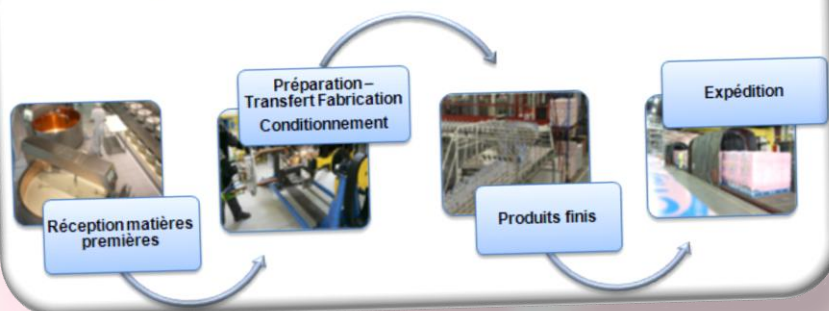 Réception matières
premières
Préparation –
Transfert Fabrication
Conditionnement
Produits finis
Expédition